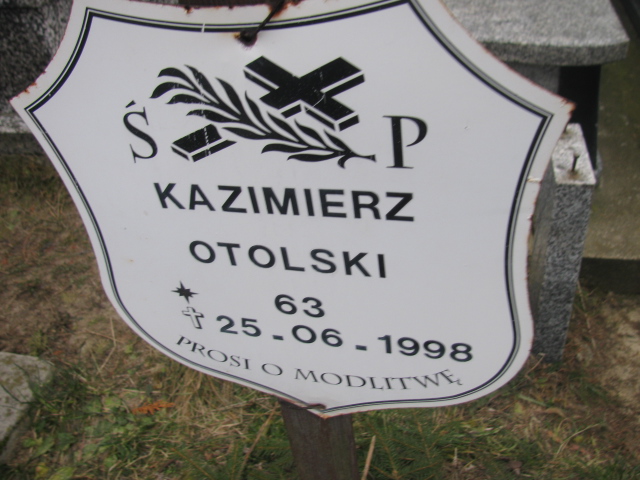 Ś P
KAZIMIERZ
OTOLSKI
63
25-06-1998
PROSI O MODLITWĘ